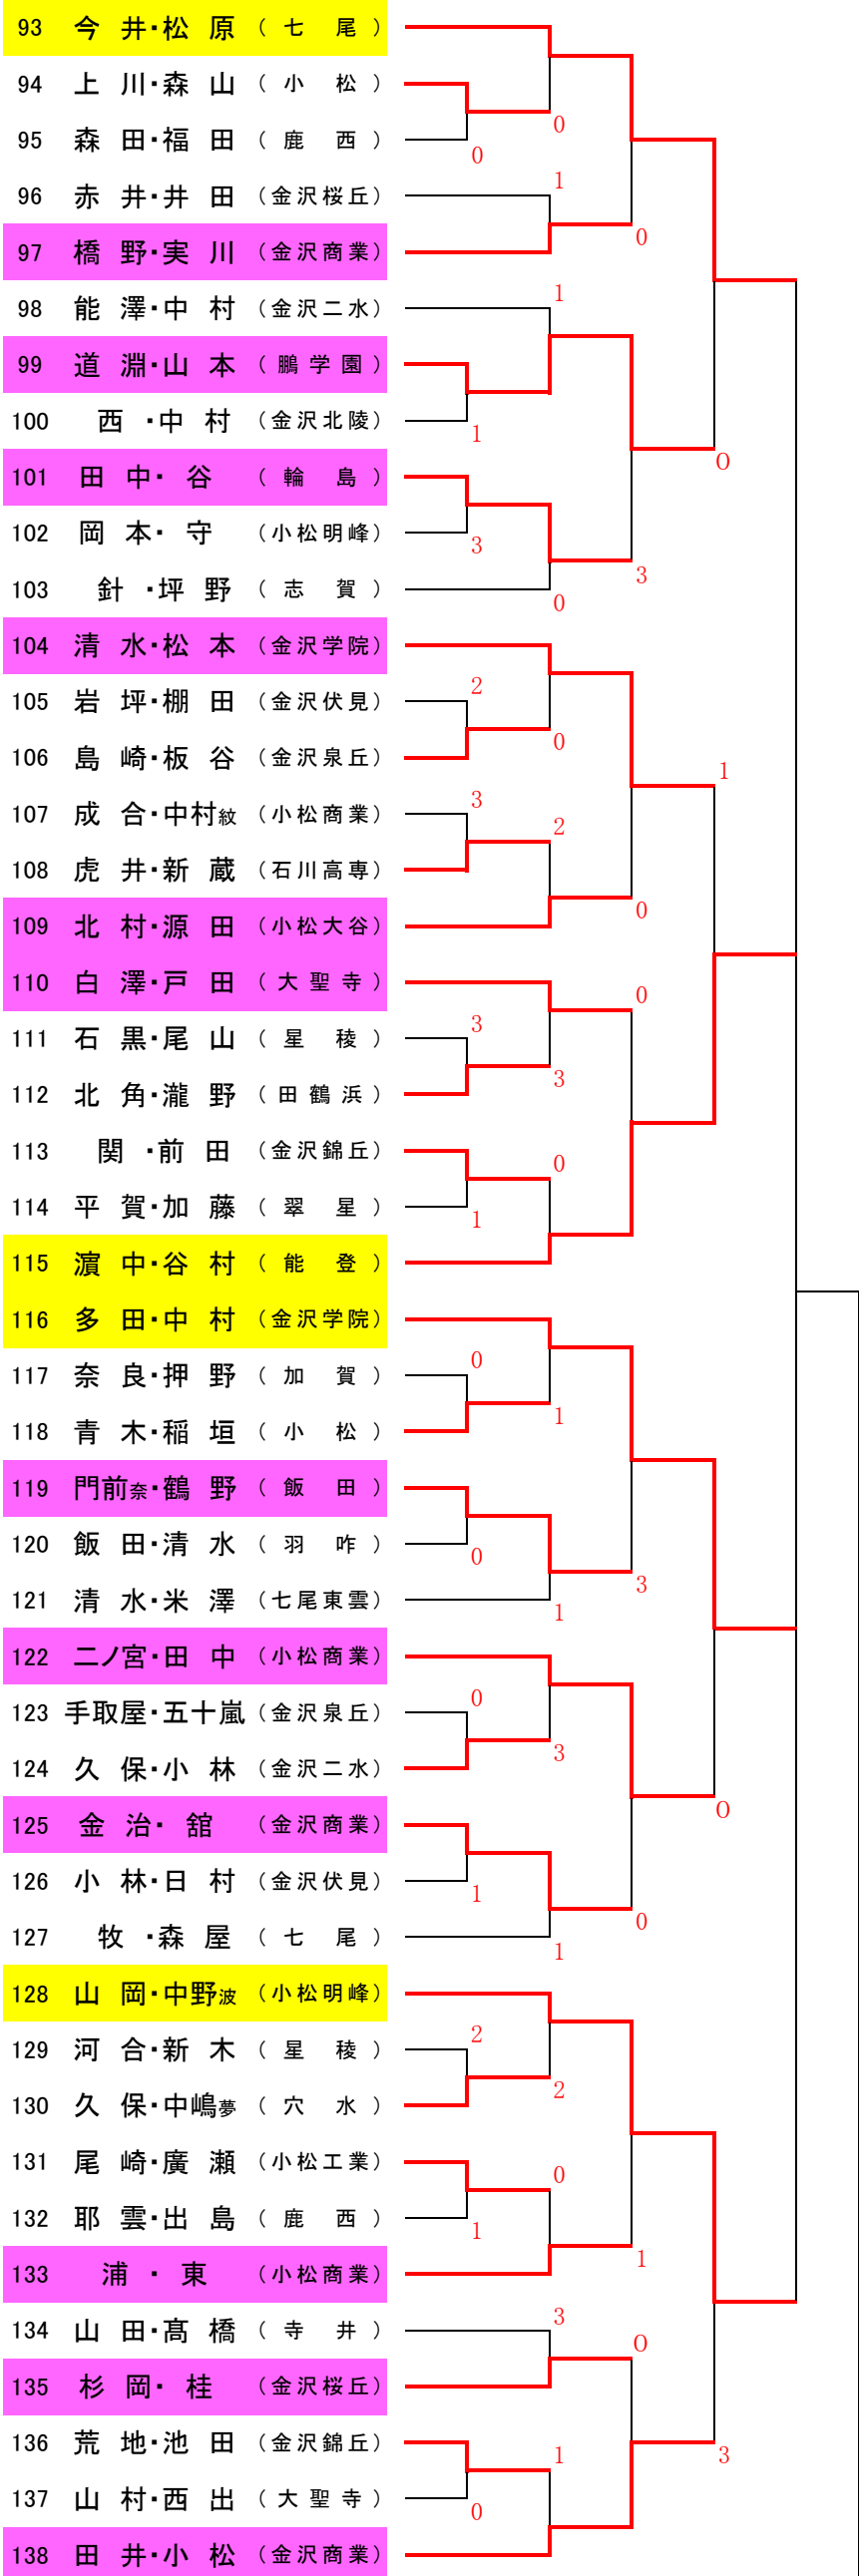 93 今井・松原 (七尾)
94 上川・森山 (小松)
0
0
95 森田・福田 (鹿西)
1
96 赤井・井田 (金沢桜丘)
0
97 橋野・実川 (金沢商業)
1
98 能澤・中村 (金沢二水)
99 道淵・山本 (鵬学園)
100 西・中村 (金沢北陵)
1
0
101 田中・谷 (輪島)
102 岡本・守 (小松明峰)
3
3
103 針・坪野 (志賀)
0
104 清水・松本 (金沢学院)
2
105 岩坪・棚田 (金沢伏見)
0
106 島崎・板谷 (金沢泉丘)
1
3
107 成合・中村紋 (小松商業)
2
108 虎井・新蔵 (石川高専)
0
109 北村・源田 (小松大谷)
110 白澤・戸田 (大聖寺)
0
3
111 石黒・尾山 (星稜)
3
112 北角・瀧野 (田鶴浜)
113 関・前田 (金沢錦丘)
0
114 平賀・加藤 (翠星)
1
115 濵中・谷村 (能登)
116 多田・中村 (金沢学院)
0
117 奈良・押野 (加賀)
1
118 青木・稲垣 (小松)
119 門前奈・鶴野 (飯田)
120 飯田・清水 (羽咋)
0
3
121 清水・米澤 (七尾東雲)
1
122 二ノ宮・田中 (小松商業)
0
123 手取屋・五十嵐 (金沢泉丘)
3
124 久保・小林 (金沢二水)
0
125 金治・舘 (金沢商業)
126 小林・日村 (金沢伏見)
1
0
127 牧・森屋 (七尾)
1
128 山岡・中野波 (小松明峰)
2
129 河合・新木 (星稜)
2
130 久保・中嶋夢 (穴水)
131 尾崎・廣瀬 (小松工業)
0
132 耶雲・出島 (鹿西)
1
1
133 浦・東 (小松商業)
3
134 山田・髙橋 (寺井)
0
135 杉岡・桂 (金沢桜丘)
136 荒地・池田 (金沢錦丘)
1
3
137 山村・西出 (大聖寺)
0
138 田井・小松 (金沢商業)